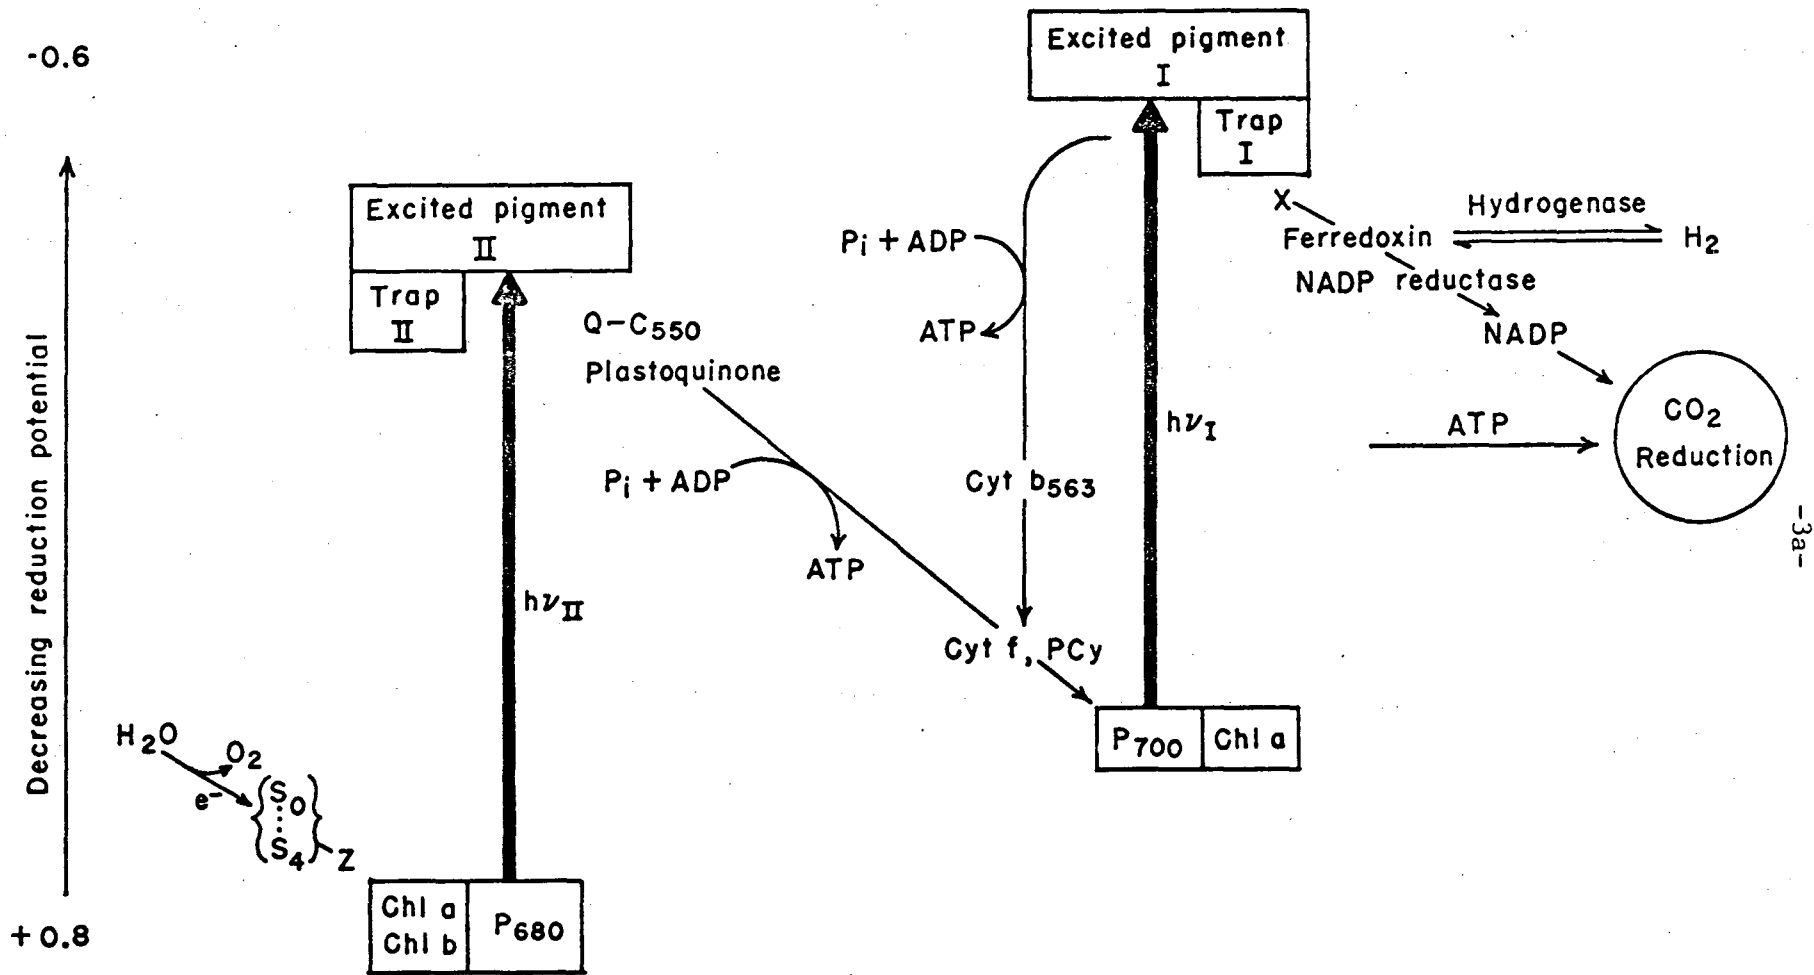 -0.6
Decreasing reduction potential
+0.8
H2O
O2
e-
S0
S4
Z
Chl a
Chl b
P680
hνII
Excited pigment
II
Trap
II
Q-C550
Plastoquinone
Pi + ADP
ATP
Excited pigment
I
Trap
I
Pi + ADP
ATP
Cyt b563
Cyt f, PCy
P700
Chl a
hνI
X
Ferredoxin
Hydrogenase
H2
NADP reductase
NADP
ATP
CO2
Reduction
-3a-